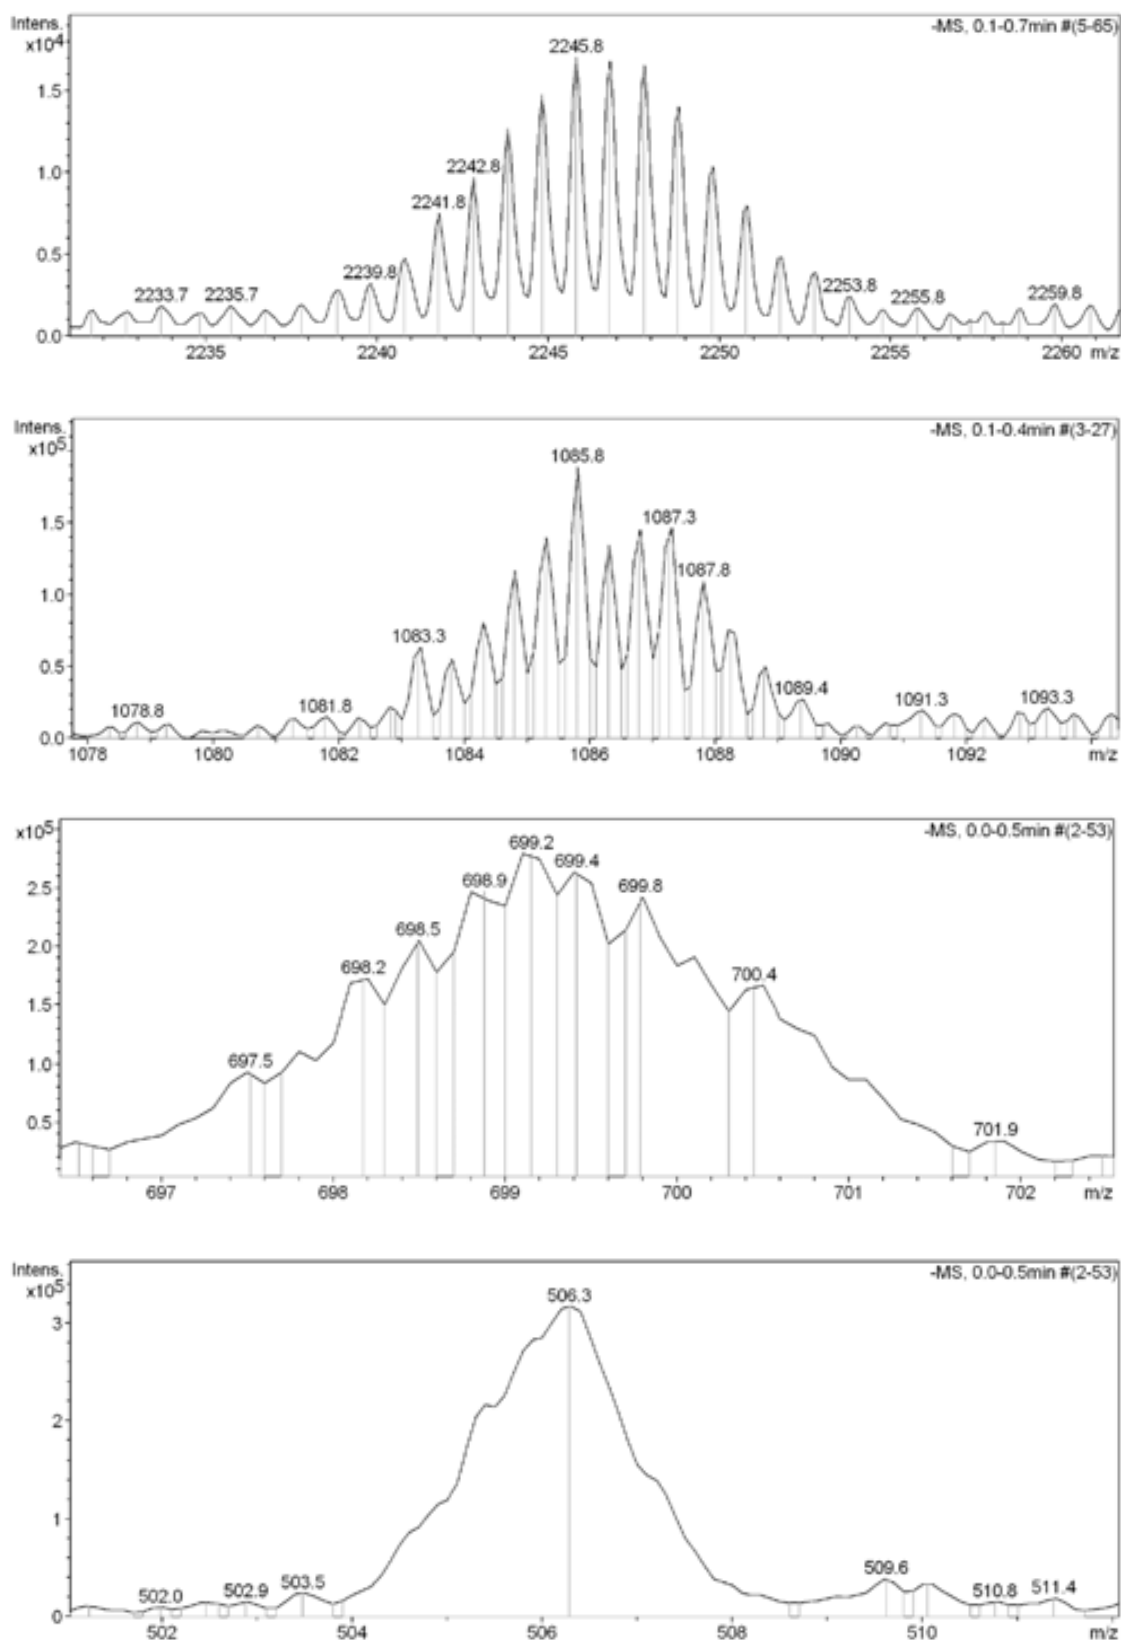 Intens.
x10^4
-MS, 0.1-0.7min #(5-65)
2245.8
1.5
2242.8
1.0
2241.8
0.5
2239.8
2233.7 2235.7
2253.8
2255.8
2259.8
0.0
2235 2240 2245 2250 2255 2260 m/z
Intens.
x10^5
-MS, 0.1-0.4min #(3-27)
1085.8
1.5
1087.3
1087.8
1.0
1083.3
0.5
1089.4
1078.8
1081.8
1091.3
1093.3
0.0
1078 1080 1082 1084 1086 1088 1090 1092 m/z
x10^5
-MS, 0.0-0.5min #(2-53)
699.2
699.4
698.9
699.8
2.5
698.5
2.0
698.2
700.4
1.5
697.5
1.0
0.5
701.9
697 698 699 700 701 702 m/z
Intens.
x10^5
-MS, 0.0-0.5min #(2-53)
506.3
3
2
1
509.6
502.0 502.9 503.5
510.8 511.4
0
502 504 506 508 510 m/z